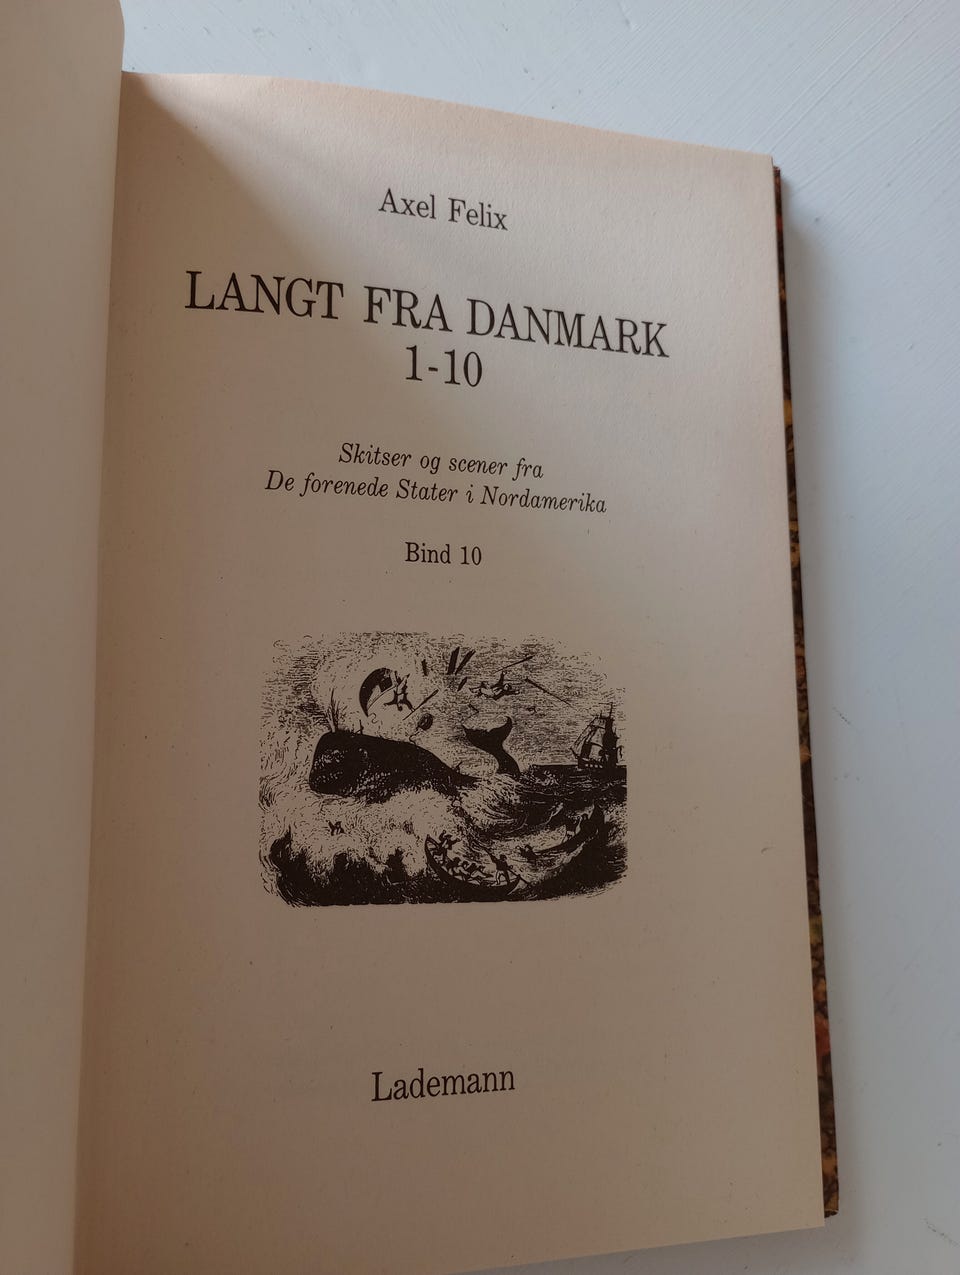 Axel Felix
LANGT FRA DANMARK
1-10
Skitser og scener fra
De forenede Stater i Nordamerika
Bind 10
Lademann